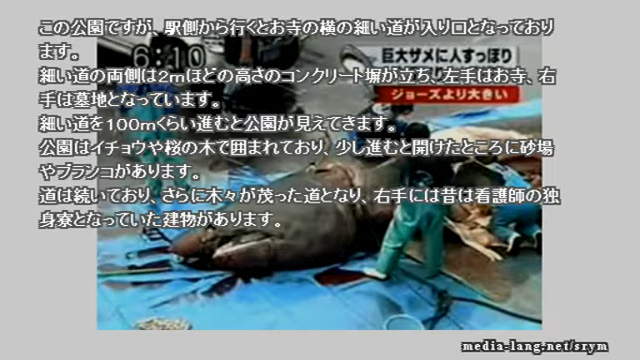 この公園ですが、駅側から行くとお寺の横の細い道が入り口となっており
ます。
細い道の両側は2mほどの高さのコンクリート塀が立ち、左手はお寺、右
手は墓地となっています。
細い道を100mくらい進むと公園が見えてきます。
公園はイチョウや桜の木で囲まれており、少し進むと開けたところに砂場
やブランコがあります。
道は続いており、さらに木々が茂った道となり、右手には昔は看護師の独
身寮となっていた建物があります。
6:10
巨大サメに人すっぽり
ジョーズより大きい
media-lang.net/srym